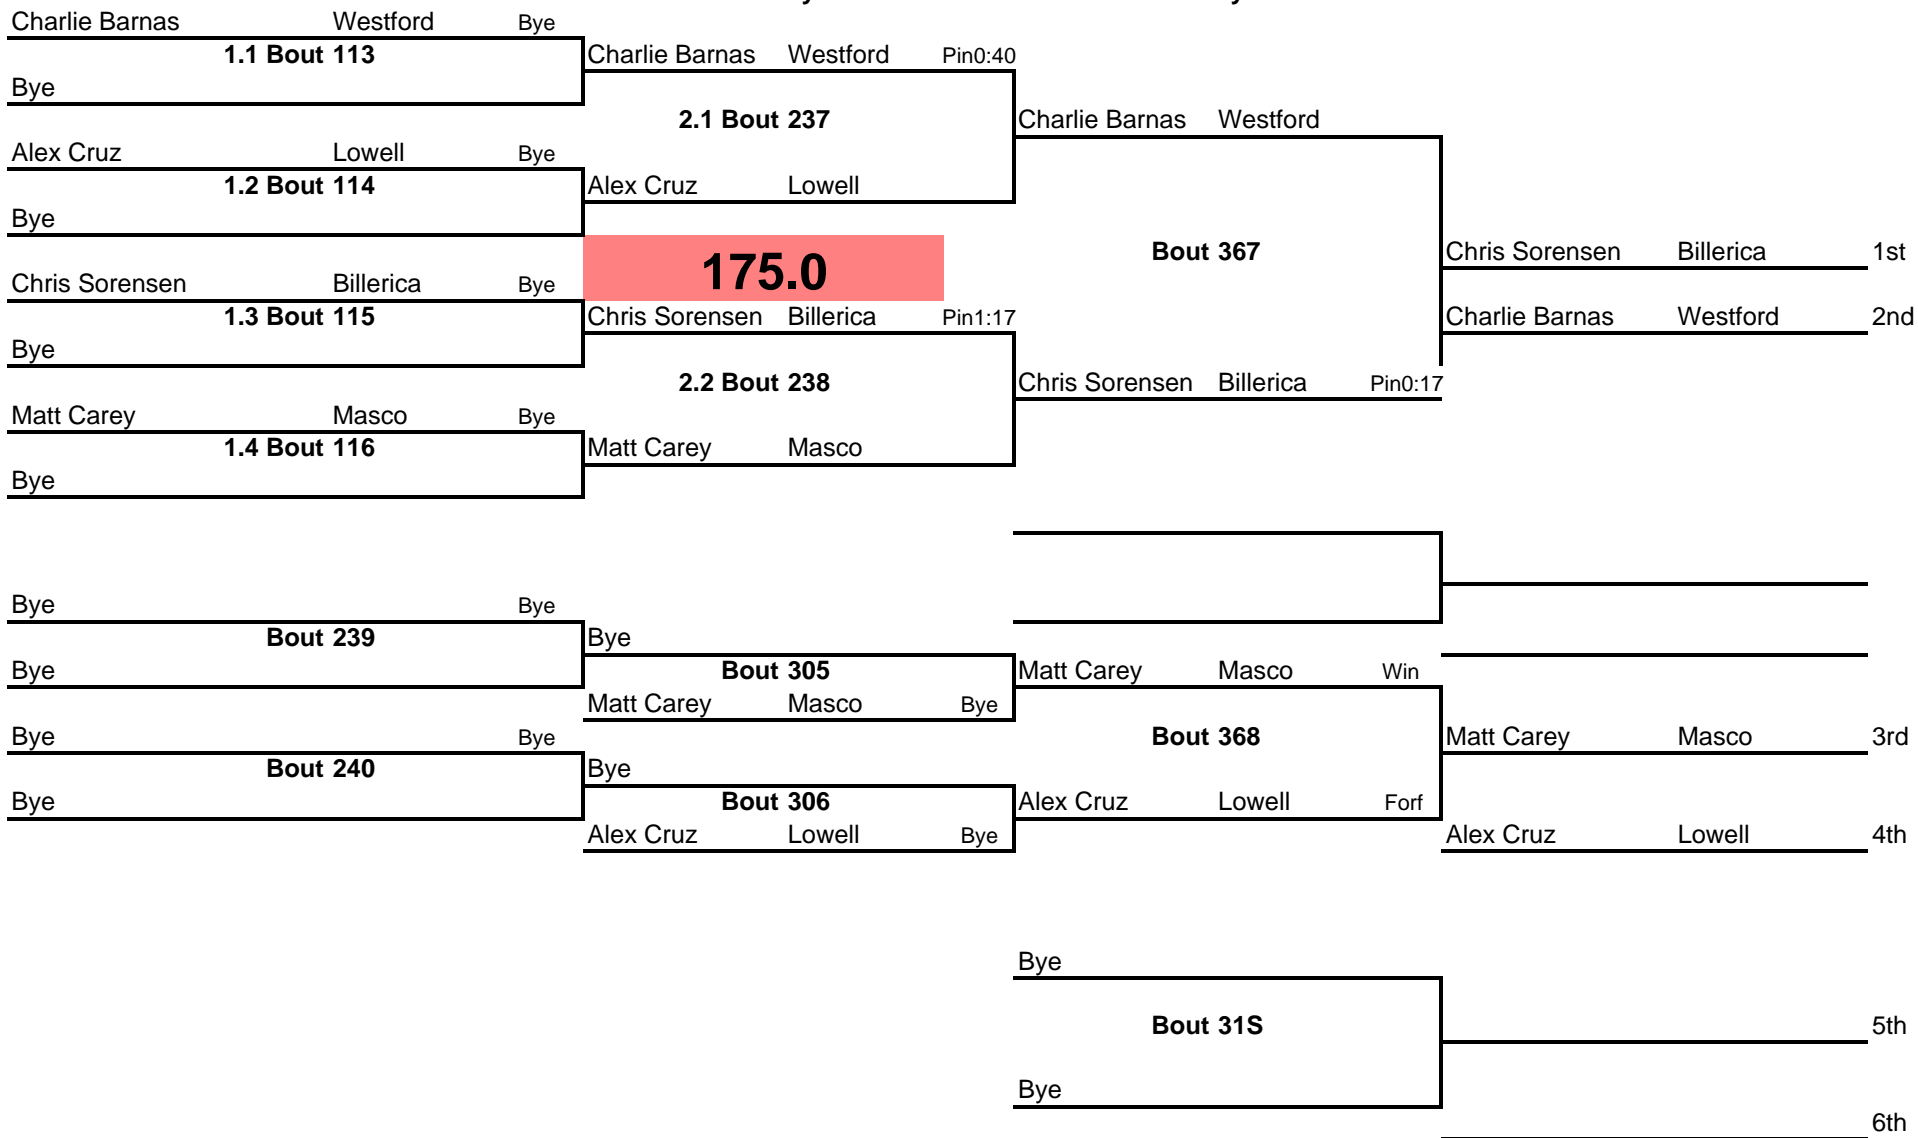 Charlie Barnas Westford Bye
1.1 Bout 113
Bye
Charlie Barnas Westford Pin0:40
2.1 Bout 237
Alex Cruz Lowell
Charlie Barnas Westford
Alex Cruz Lowell Bye
1.2 Bout 114
Bye
175.0
Bout 367
Chris Sorensen Billerica 1st
Charlie Barnas Westford 2nd
Chris Sorensen Billerica Bye
1.3 Bout 115
Bye
Chris Sorensen Billerica Pin1:17
2.2 Bout 238
Matt Carey Masco
Chris Sorensen Billerica Pin0:17
Matt Carey Masco Bye
1.4 Bout 116
Bye
Bye Bye
Bout 239
Bye
Bye
Bout 305
Matt Carey Masco Bye
Matt Carey Masco Win
Bout 368
Alex Cruz Lowell Forf
Matt Carey Masco 3rd
Alex Cruz Lowell 4th
Bye Bye
Bout 240
Bye
Bye
Bout 306
Alex Cruz Lowell Bye
Bye
Bout 31S
Bye
5th
6th